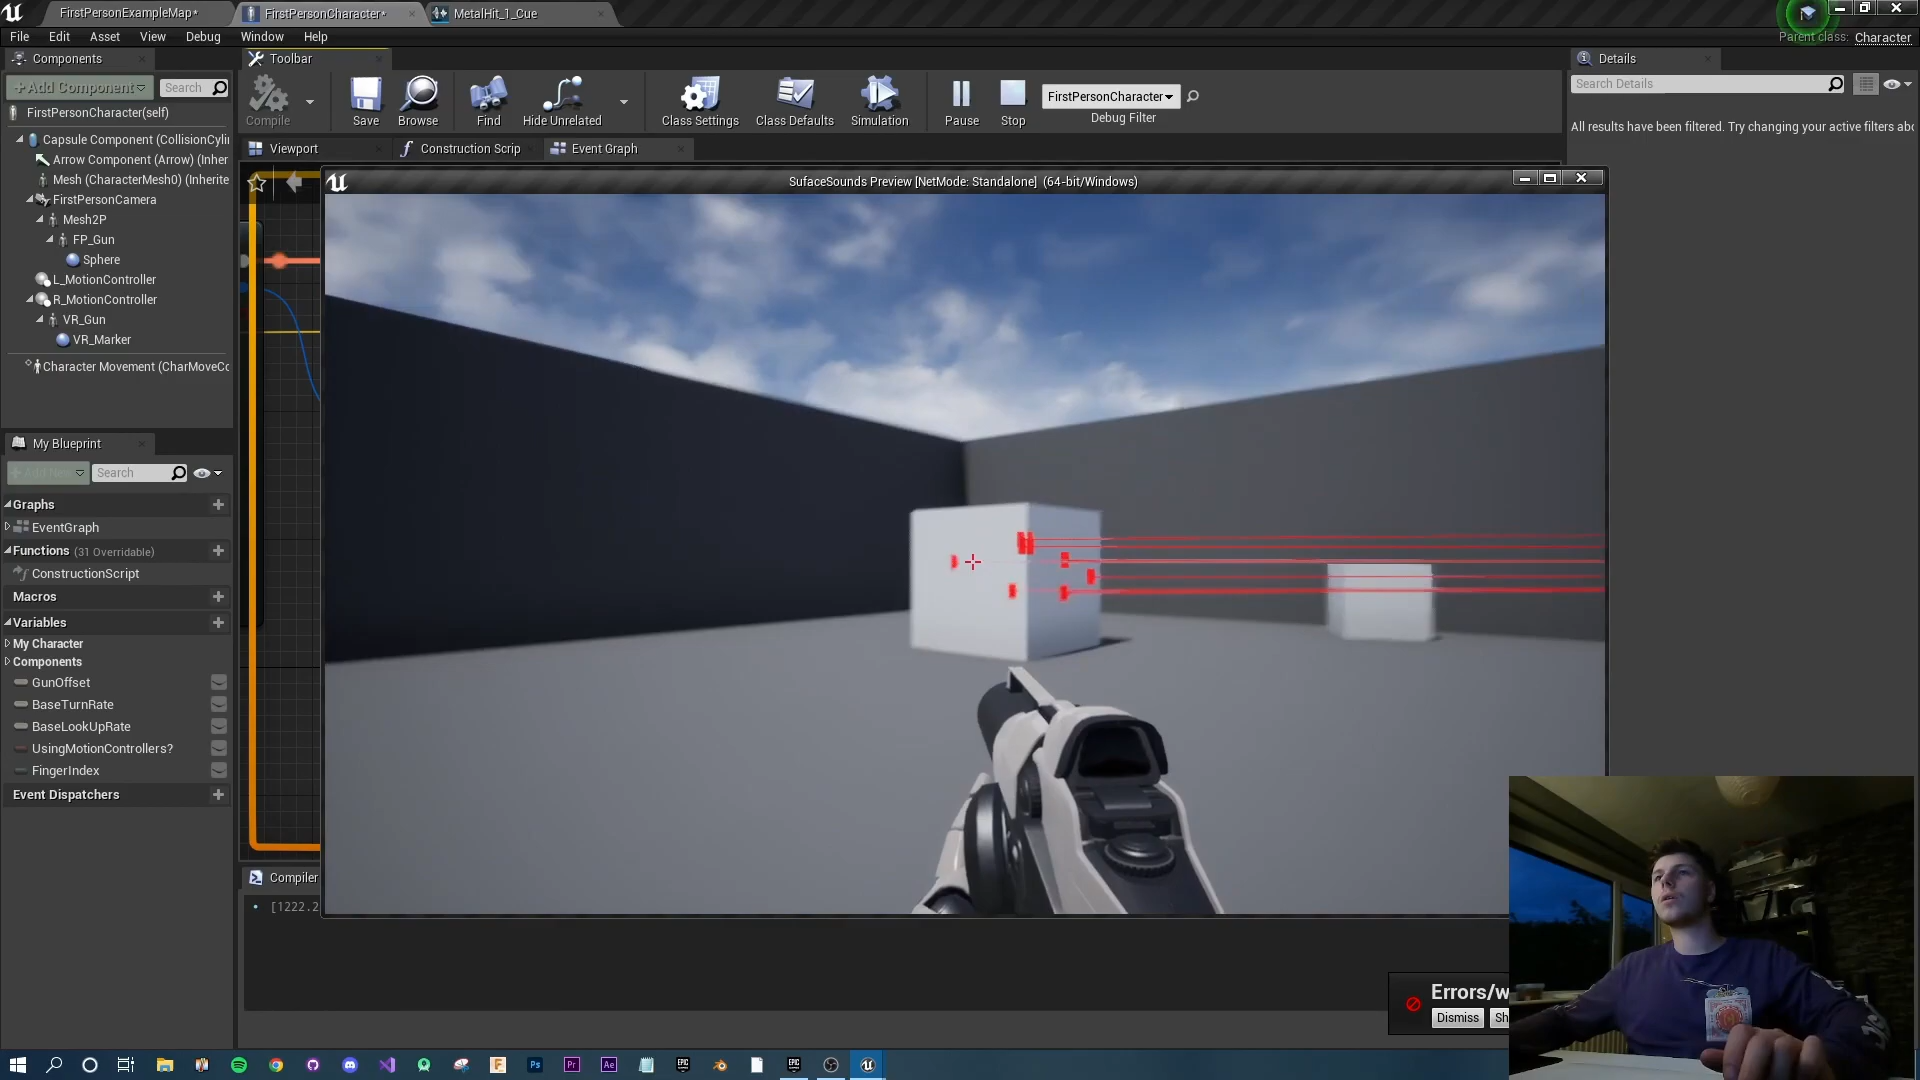 FirstPersonExampleMap*
FirstPersonCharacter*
MetalHit_1_Cue
File Edit Asset View Debug Window Help
Parent class: Character
Components
Toolbar
Details
+Add Component
Search
Compile
Save
Browse
Find
Hide Unrelated
Class Settings
Class Defaults
Simulation
Pause
Stop
FirstPersonCharacter
Debug Filter
Search Details
All results have been filtered. Try changing your active filters abo
FirstPersonCharacter(self)
Capsule Component (CollisionCyli
Arrow Component (Arrow) (Inher
Mesh (CharacterMesh0) (Inherite
FirstPersonCamera
Mesh2P
FP_Gun
Sphere
L_MotionController
R_MotionController
VR_Gun
VR_Marker
Character Movement (CharMoveCo
Viewport
Construction Scrip
Event Graph
SufaceSounds Preview [NetMode: Standalone] (64-bit/Windows)
My Blueprint
Search
Graphs
EventGraph
Functions (31 Overridable)
ConstructionScript
Macros
Variables
My Character
Components
GunOffset
BaseTurnRate
BaseLookUpRate
UsingMotionControllers?
FingerIndex
Event Dispatchers
Compiler
[1222.2
Errors/w
Dismiss
Sh